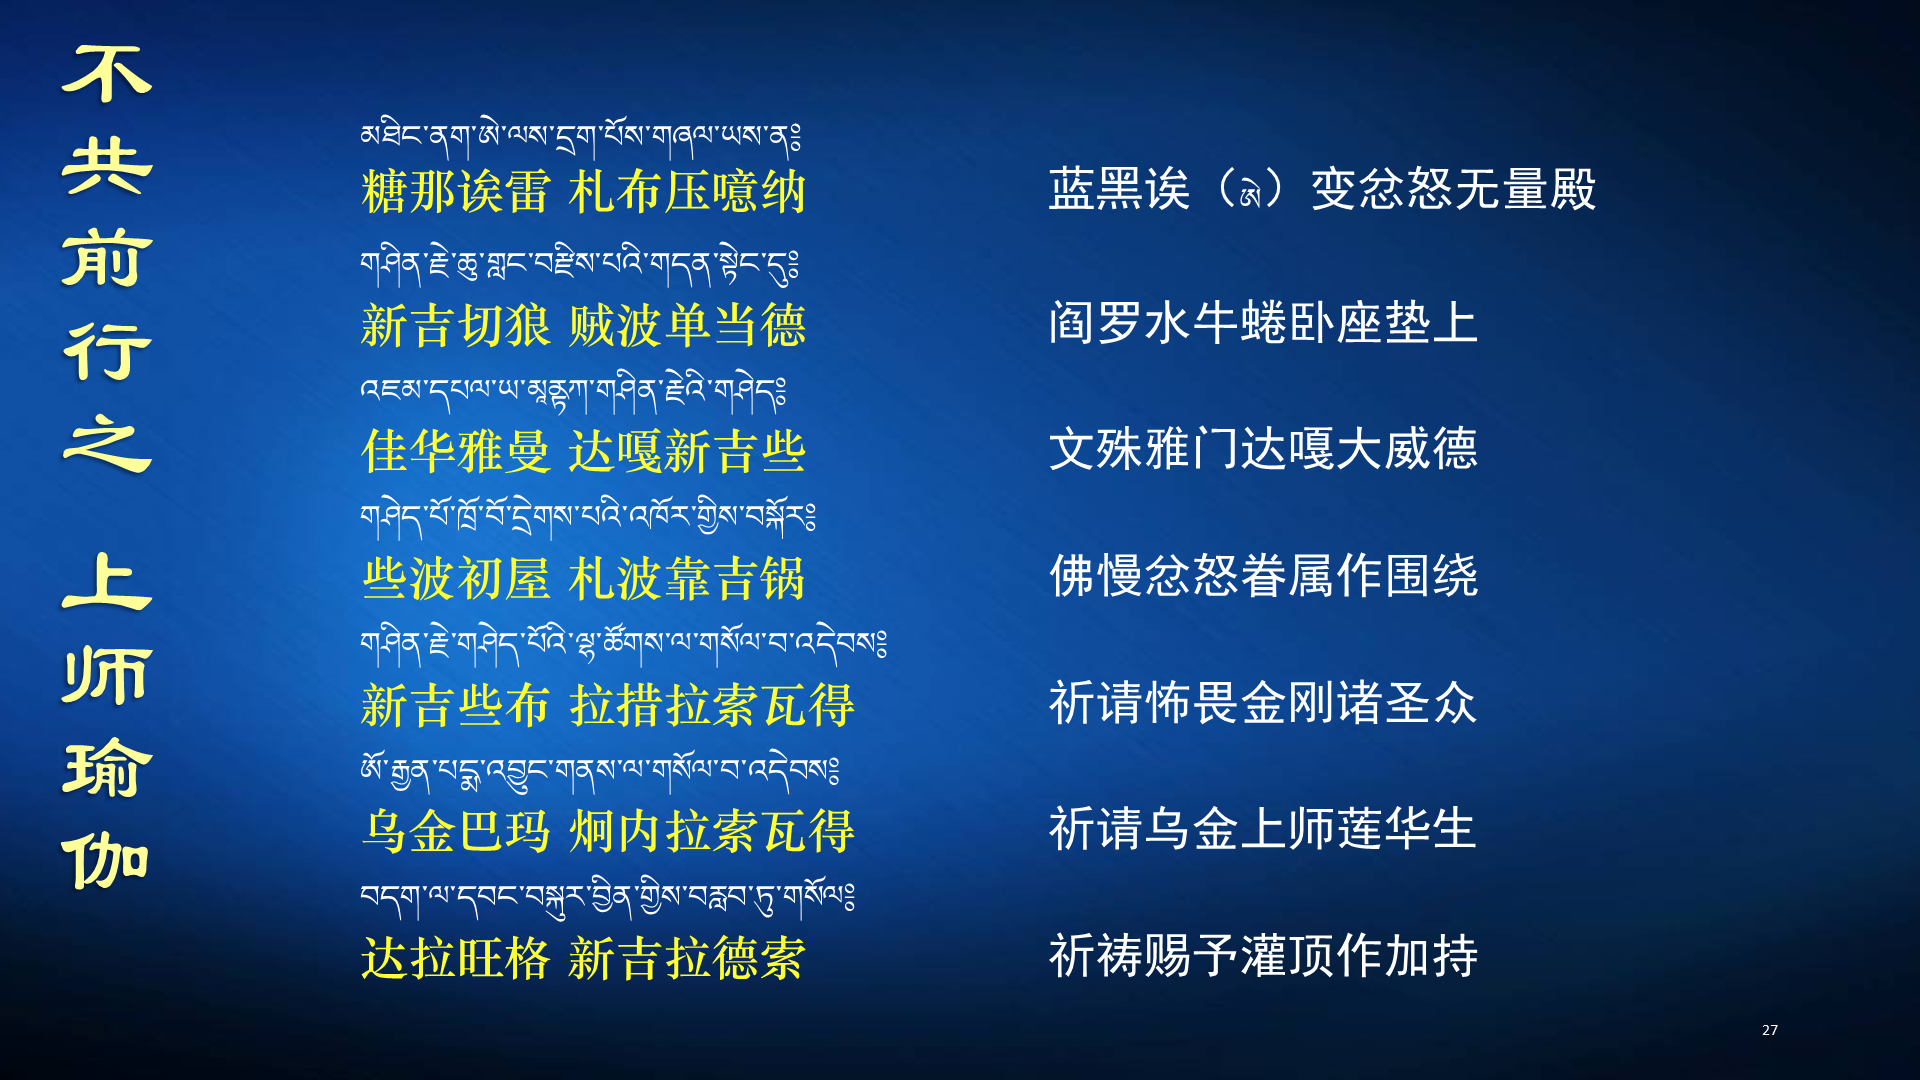 不共前行之 上师瑜伽
མཐིང་ནག་ཨེ་ལས་དྲག་པོས་གཞལ་ཡས་ན༔
糖那诶雷 札布压噫纳
蓝黑诶（ཨེ）变忿怒无量殿
གཤིན་རྗེ་ཆུ་གླང་བརྫིས་པའི་གདན་སྟེང་དུ༔
新吉切狼 贼波单当德
阎罗水牛蜷卧座垫上
འཇམ་དཔལ་ཡ་མཱནྟཀ་གཤིན་རྗེའི་གཤེད༔
佳华雅曼 达嘎新吉些
文殊雅门达嘎大威德
གཤེད་པོ་ཁྲོ་བོ་དྲེགས་པའི་འཁོར་གྱིས་བསྐོར༔
些波初屋 札波靠吉锅
佛慢忿怒眷属作围绕
གཤིན་རྗེ་གཤེད་པོའི་ལྷ་ཚོགས་ལ་གསོལ་བ་འདེབས༔
新吉些布 拉措拉索瓦得
祈请怖畏金刚诸圣众
ཨོ་རྒྱན་པདྨ་འབྱུང་གནས་ལ་གསོལ་བ་འདེབས༔
乌金巴玛 炯内拉索瓦得
祈请乌金上师莲华生
བདག་ལ་དབང་བསྐུར་བྱིན་གྱིས་བརླབ་ཏུ་གསོལ༔
达拉旺格 新吉拉德索
祈祷赐予灌顶作加持
27